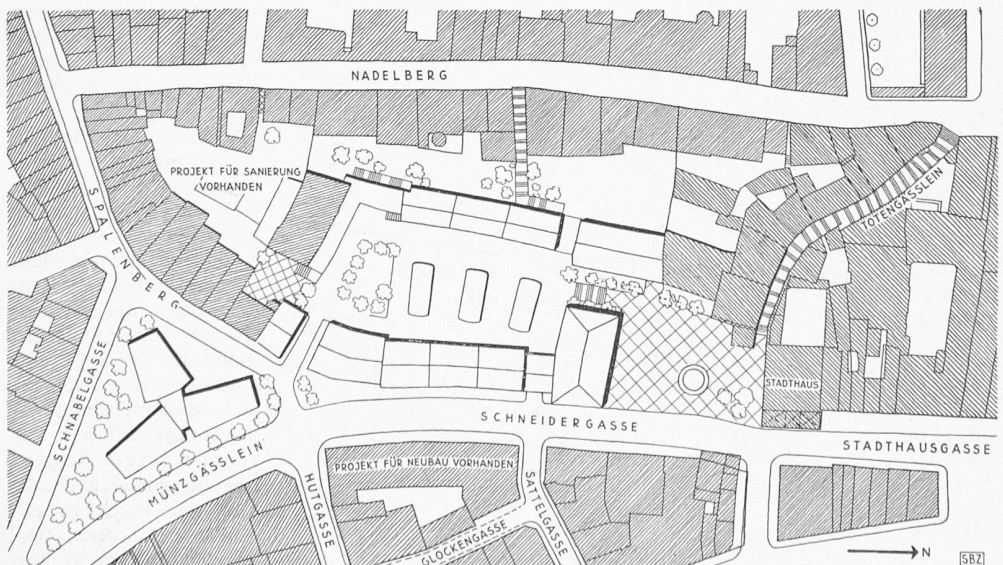 NADELBERG
PROJEKT FÜR SANIERUNG
VORHANDEN
TOTENGÄSSLEIN
SPALENBERG
STADTHAUS
SCHNABELGASSE
SCHNEIDERGASSE
STADTHAUSGASSE
MÜNZGÄSSLEIN
HUTGASSE
PROJEKT FÜR NEUBAU VORHANDEN
SATTELGASSE
GLOCKENGASSE
N
SBZ